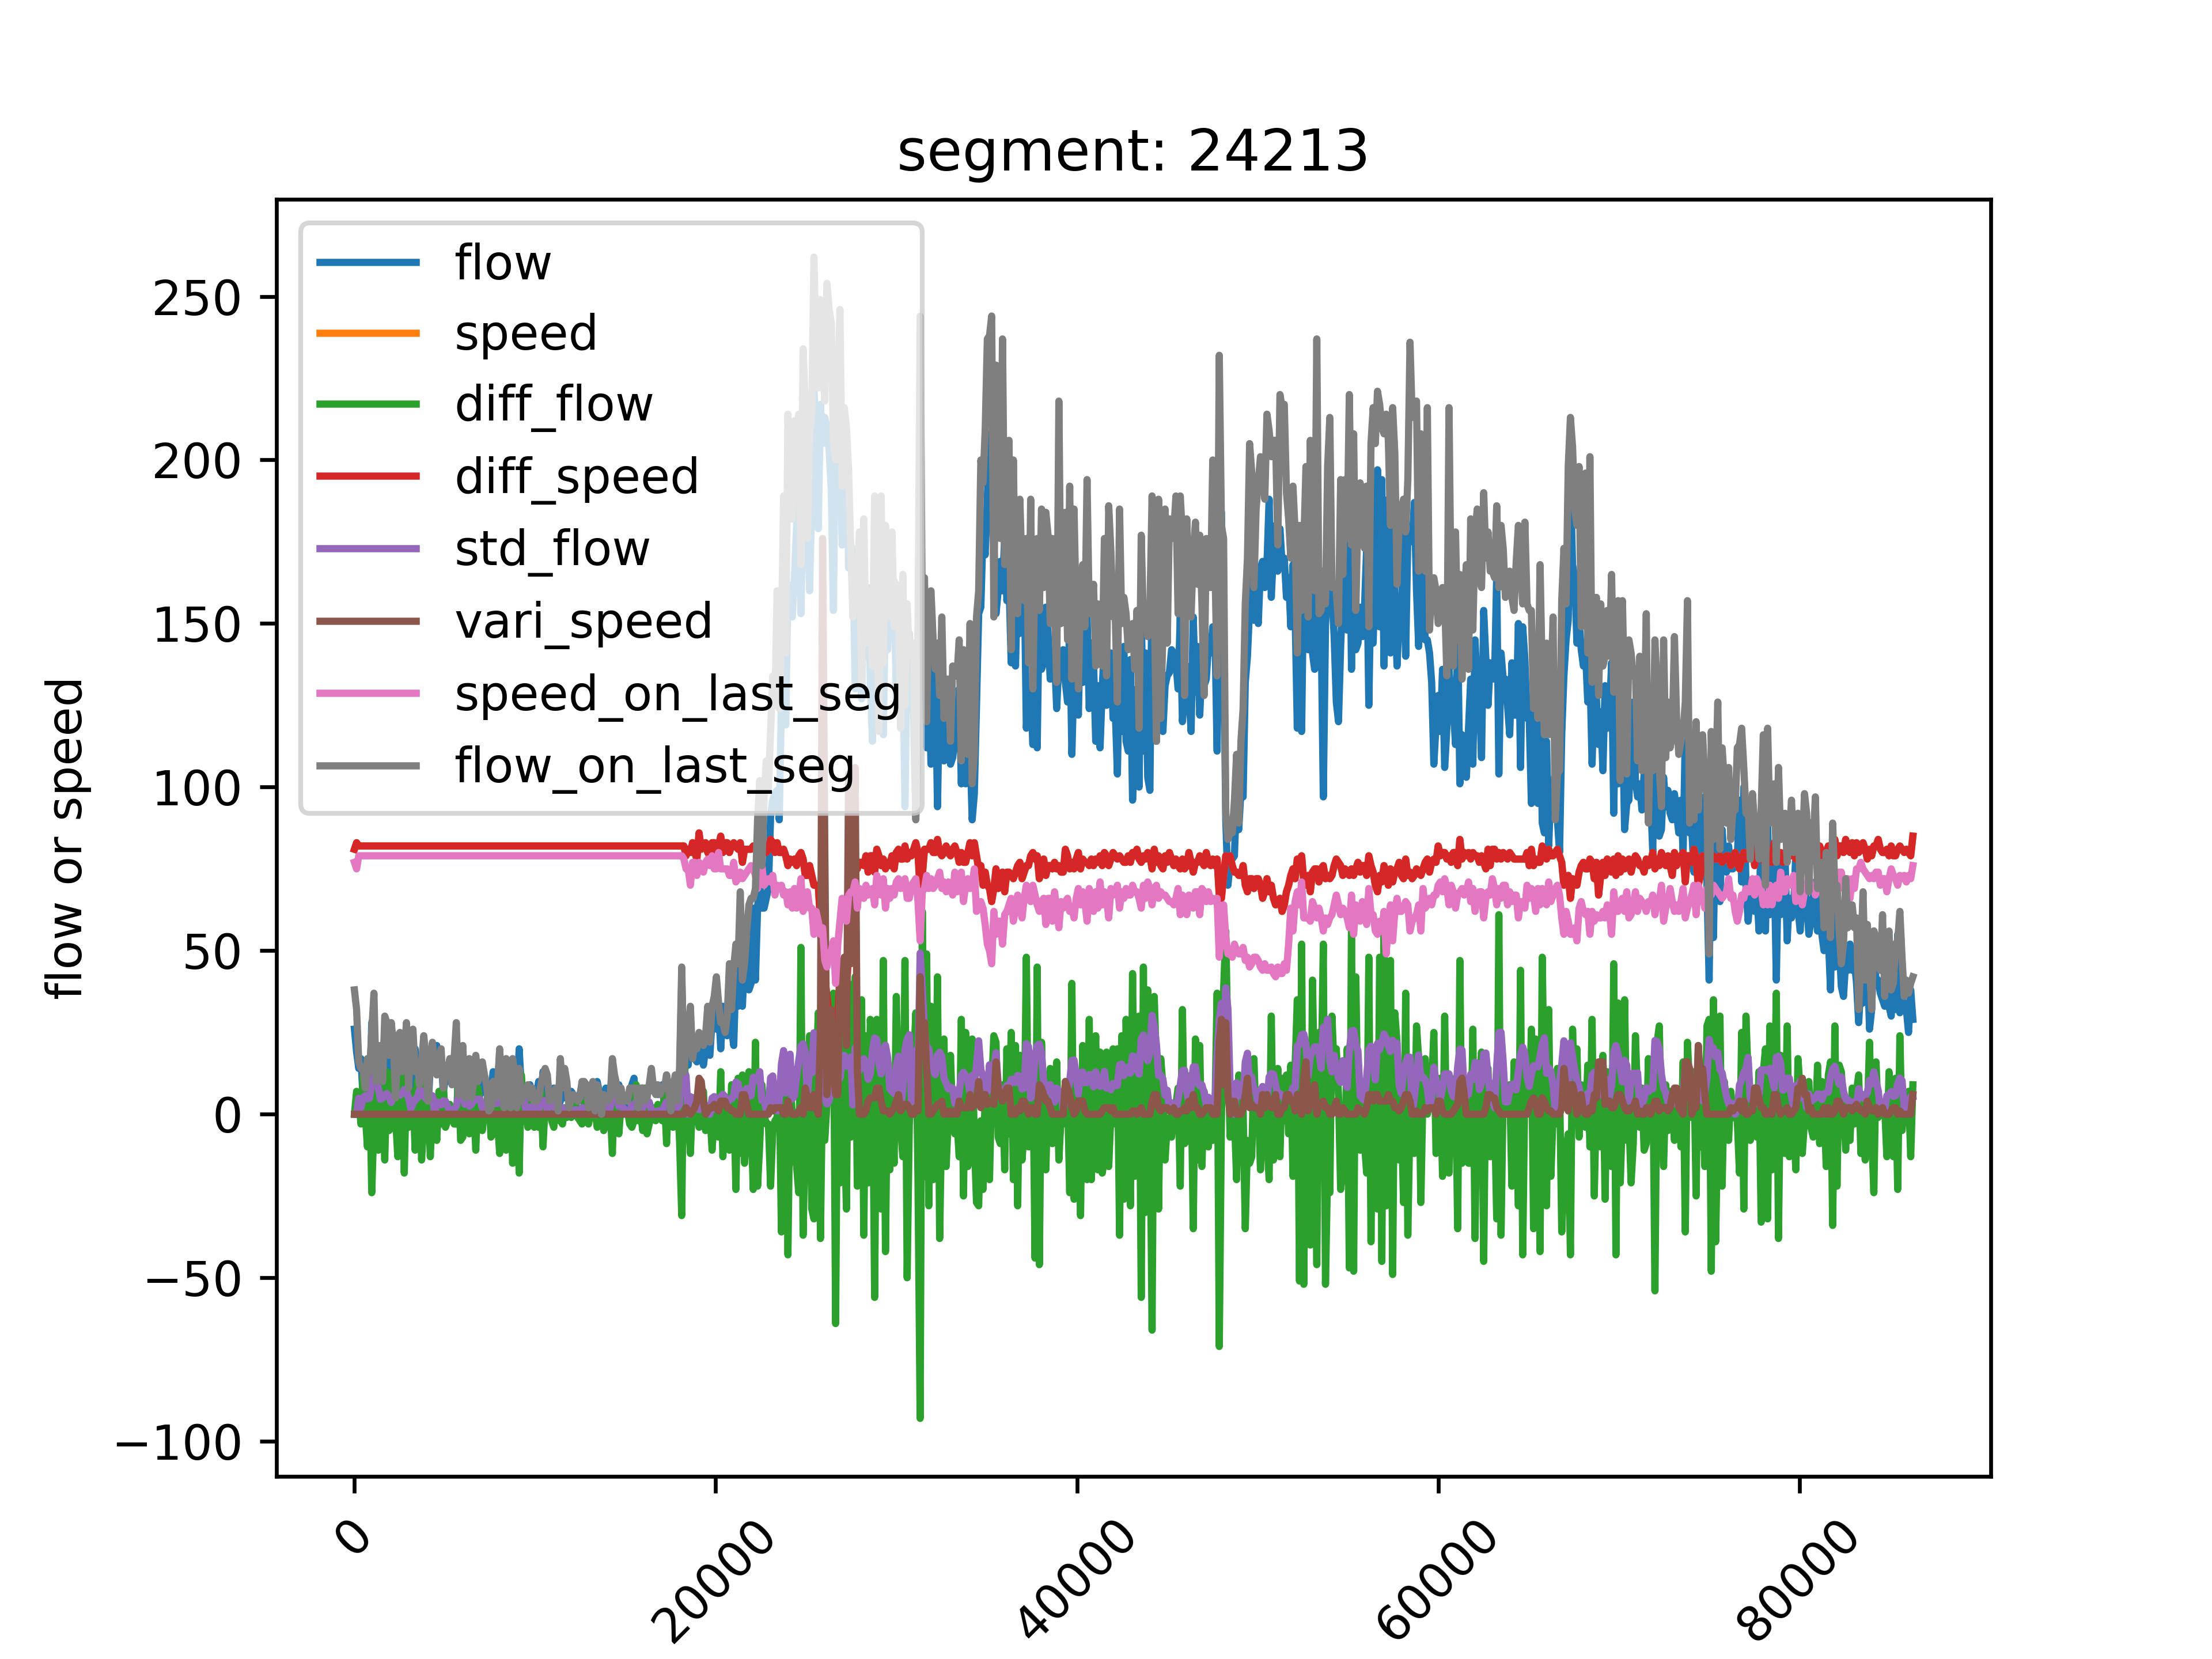 segment: 24213
flow
speed
diff_flow
diff_speed
std_flow
vari_speed
speed_on_last_seg
flow_on_last_seg
flow or speed
250
200
150
100
50
0
−50
−100
0
20000
40000
60000
80000